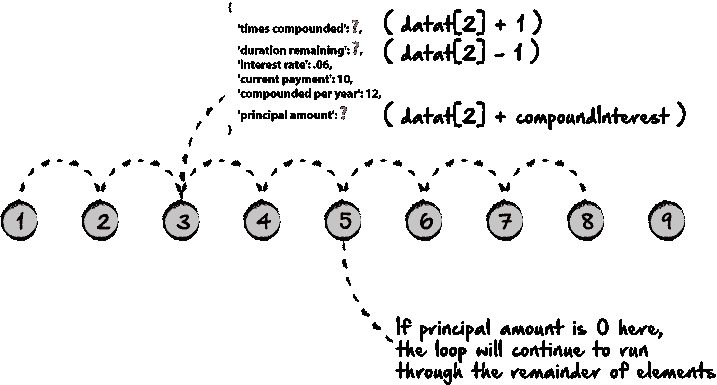 {
'times compounded': ?, ( datat[2] + 1 )
'duration remaining': ?, ( datat[2] - 1 )
'interest rate': .06,
'current payment': 10,
'compounded per year': 12,
'principal amount': ? ( datat[2] + compoundInterest )
}
1 2 3 4 5 6 7 8 9
If principal amount is 0 here,
the loop will continue to run
through the remainder of elements